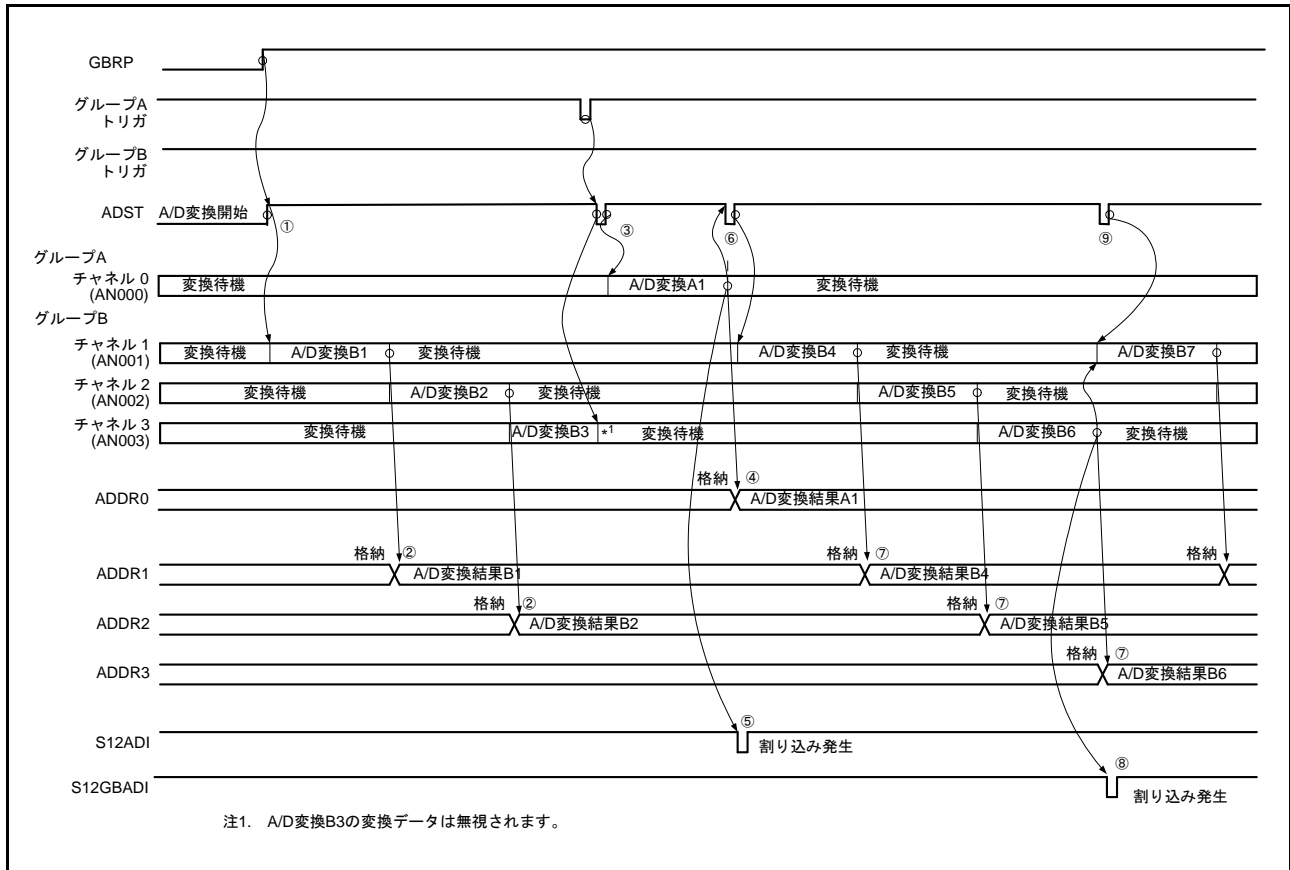 GBRP
グループA
トリガ
グループB
トリガ
ADST A/D変換開始 ① ③ ⑥ ⑨
グループA
チャネル 0
(AN000)
変換待機 A/D変換A1 変換待機
グループB
チャネル 1
(AN001)
変換待機 A/D変換B1 変換待機 A/D変換B4 変換待機 A/D変換B7
チャネル 2
(AN002)
変換待機 A/D変換B2 変換待機 A/D変換B5 変換待機
チャネル 3
(AN003)
変換待機 A/D変換B3 *1 変換待機 A/D変換B6 変換待機
格納 ④
ADDR0 A/D変換結果A1
格納 ② 格納 ⑦ 格納
ADDR1 A/D変換結果B1 A/D変換結果B4
格納 ② 格納 ⑦
ADDR2 A/D変換結果B2 A/D変換結果B5
格納 ⑦
ADDR3 A/D変換結果B6
⑤
S12ADI 割り込み発生
⑧
S12GBADI 割り込み発生
注1. A/D変換B3の変換データは無視されます。